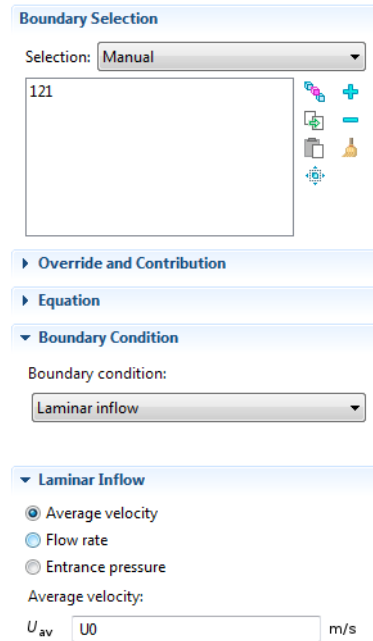 Boundary Selection
Selection: Manual
121
Override and Contribution
Equation
Boundary Condition
Boundary condition:
Laminar inflow
Laminar Inflow
Average velocity
Flow rate
Entrance pressure
Average velocity:
Uav U0 m/s